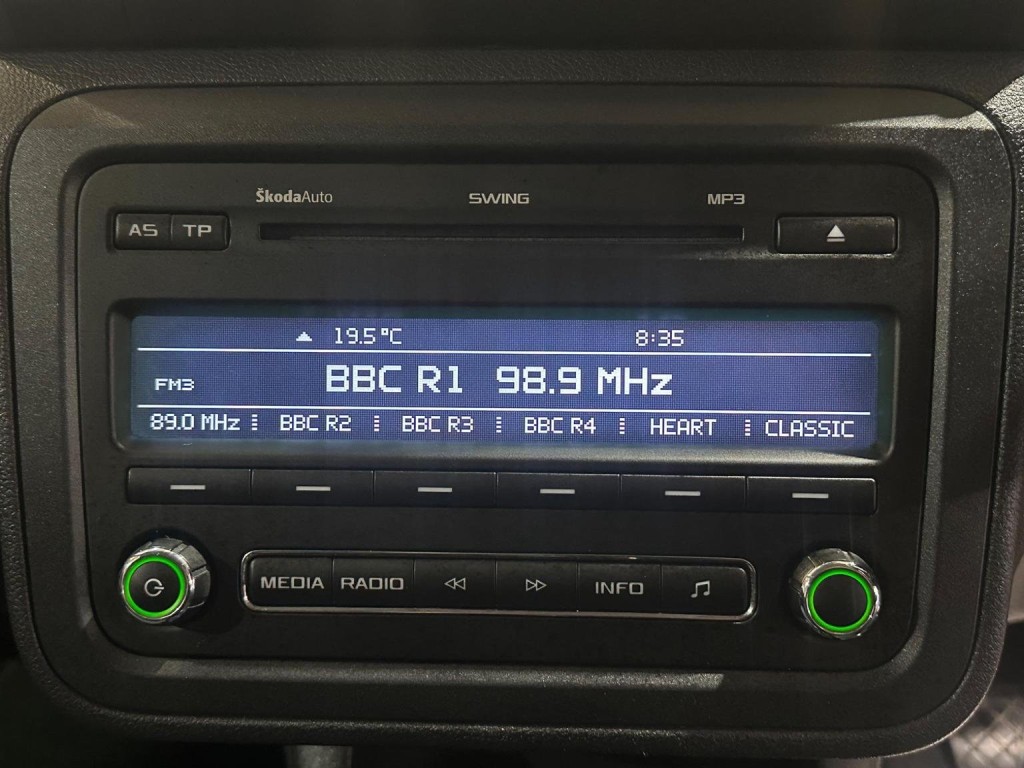 ŠkodaAuto SWING MP3
AS TP
19.5°C 8:35
FM3 BBC R1 98.9 MHz
89.0 MHz BBC R2 BBC R3 BBC R4 HEART CLASSIC
MEDIA RADIO INFO